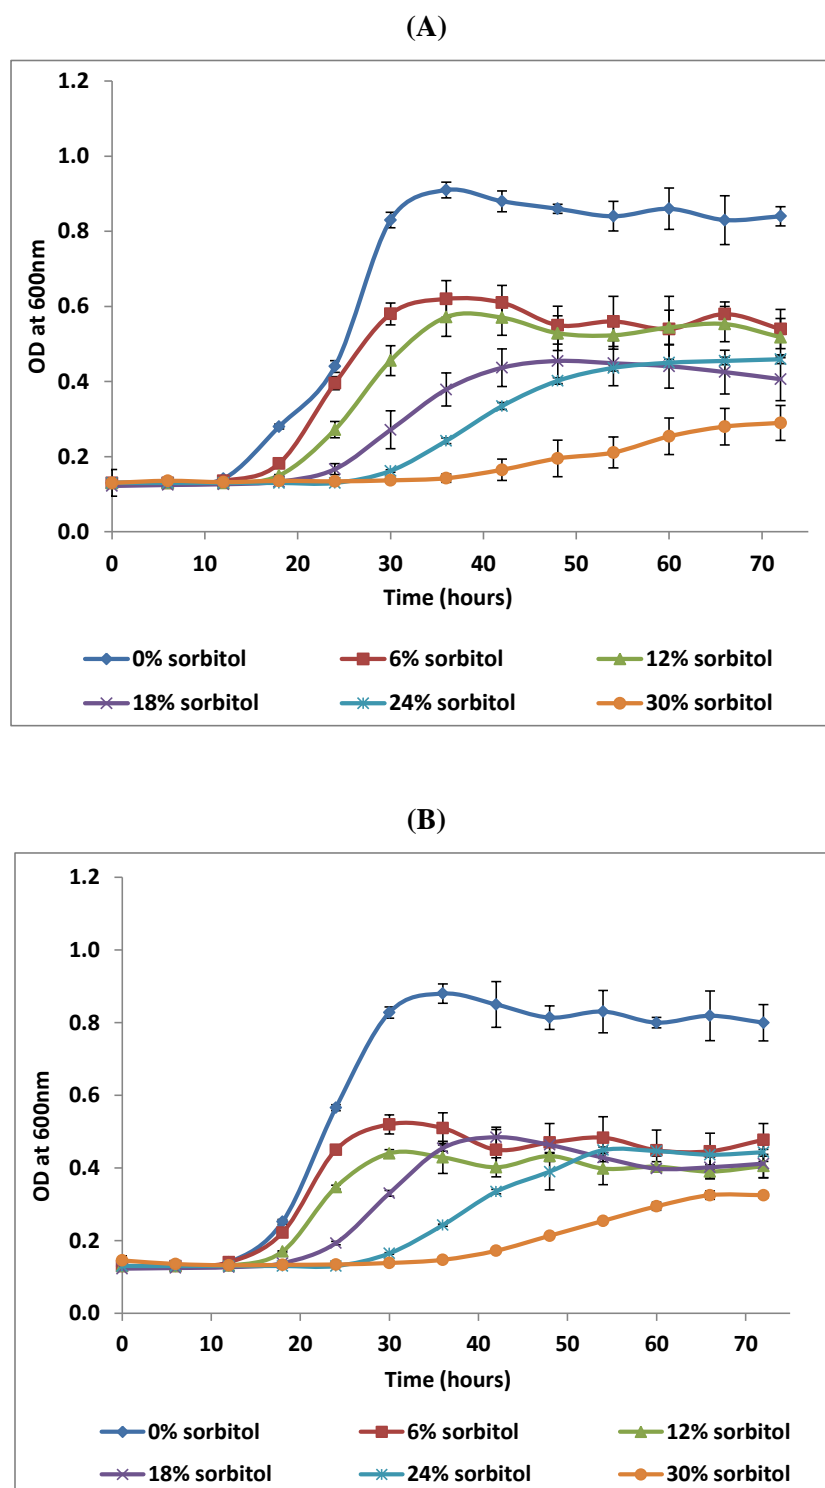 (A)
1.2
1.0
0.8
0.6
0.4
0.2
0.0
OD at 600nm
0 10 20 30 40 50 60 70
Time (hours)
0% sorbitol 6% sorbitol 12% sorbitol
18% sorbitol 24% sorbitol 30% sorbitol
(B)
1.2
1.0
0.8
0.6
0.4
0.2
0.0
OD at 600nm
0 10 20 30 40 50 60 70
Time (hours)
0% sorbitol 6% sorbitol 12% sorbitol
18% sorbitol 24% sorbitol 30% sorbitol